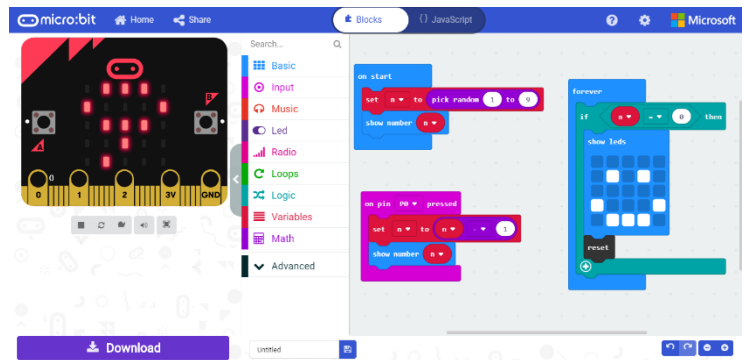 micro:bit Home Share Blocks {} JavaScript ? Microsoft
Search...
Basic
Input
Music
Led
Radio
Loops
Logic
Variables
Math
Advanced
B
A
0 1 2 3V GND
0
on start
set n to pick random 1 to 9
show number n
on pin P0 pressed
set n to n - 1
show number n
forever
if n = 0 then
show leds
reset
Download
Untitled